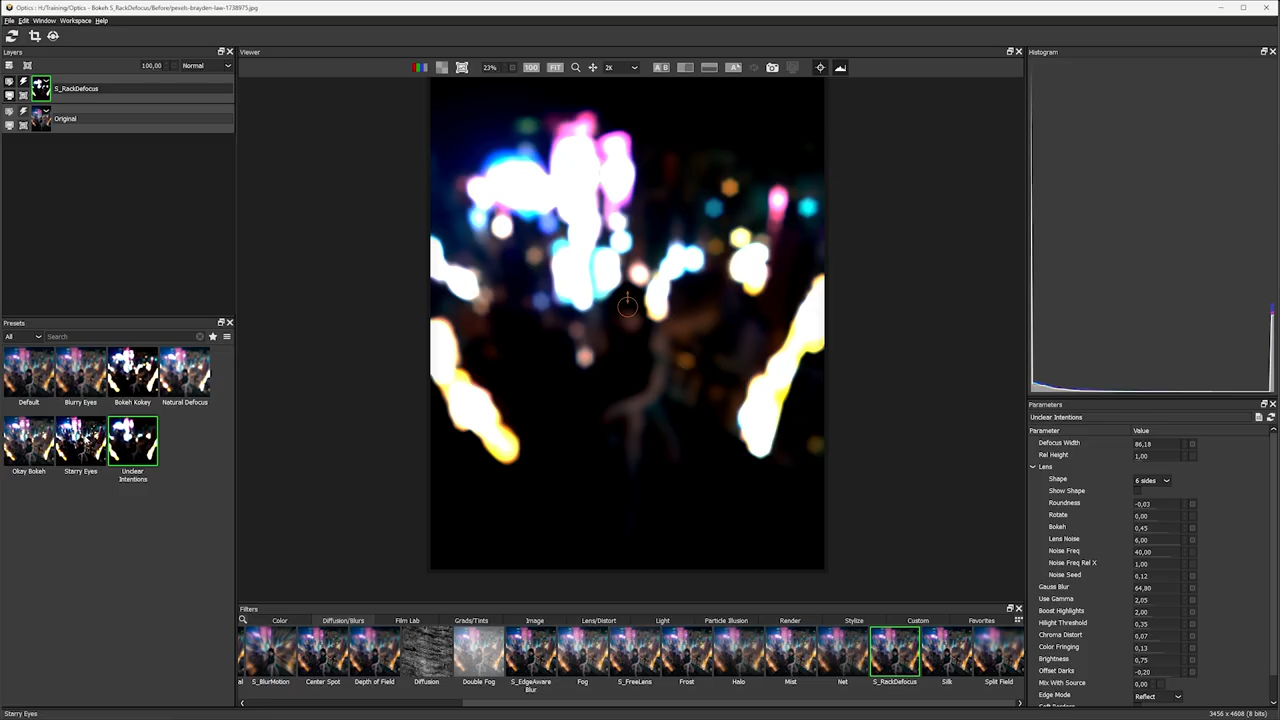 Optics : H:/Training/Optics - Bokeh S_RackDefocus/Before/pexels-brayden-law-1738975.jpg
File Edit Window Workspace Help
Layers
100,00 Normal
S_RackDefocus
Original
Presets
All Search
Default Blurry Eyes Bokeh Kokey Natural Defocus
Okay Bokeh Starry Eyes Unclear Intentions
Viewer
23% 100 FIT 2K A B A
Filters
Color Diffusion/Blurs Film Lab Grads/Tints Image Lens/Distort Light Particle Illusion Render Stylize Custom Favorites
al S_BlurMotion Center Spot Depth of Field Diffusion Double Fog S_EdgeAware Blur Fog S_FreeLens Frost Halo Mist Net S_RackDefocus Silk Split Field
Histogram
Parameters
Unclear Intentions
Parameter Value
Defocus Width 86,18
Rel Height 1,00
Lens
Shape 6 sides
Show Shape
Roundness -0,03
Rotate 0,00
Bokeh 0,45
Lens Noise 6,00
Noise Freq 40,00
Noise Freq Rel X 1,00
Noise Seed 0,12
Gauss Blur 64,80
Use Gamma 2,05
Boost Highlights 2,00
Hilight Threshold 0,35
Chroma Distort 0,07
Color Fringing 0,13
Brightness 0,75
Offset Darks -0,20
Mix With Source 0,00
Edge Mode Reflect
Starry Eyes
3456 x 4608 (8 bits)